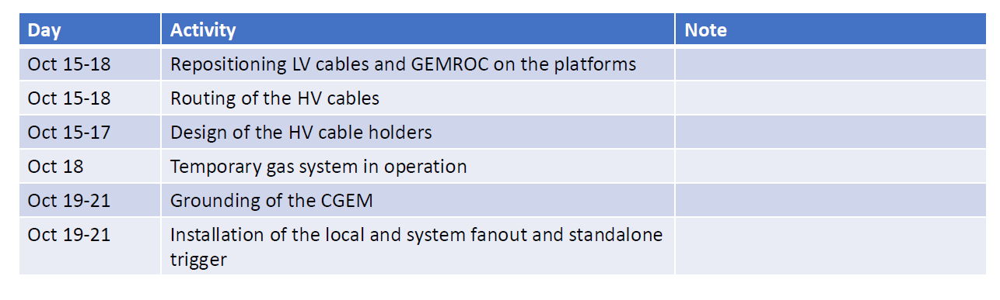 Day Activity Note
Oct 15-18 Repositioning LV cables and GEMROC on the platforms
Oct 15-18 Routing of the HV cables
Oct 15-17 Design of the HV cable holders
Oct 18 Temporary gas system in operation
Oct 19-21 Grounding of the CGEM
Oct 19-21 Installation of the local and system fanout and standalone
trigger